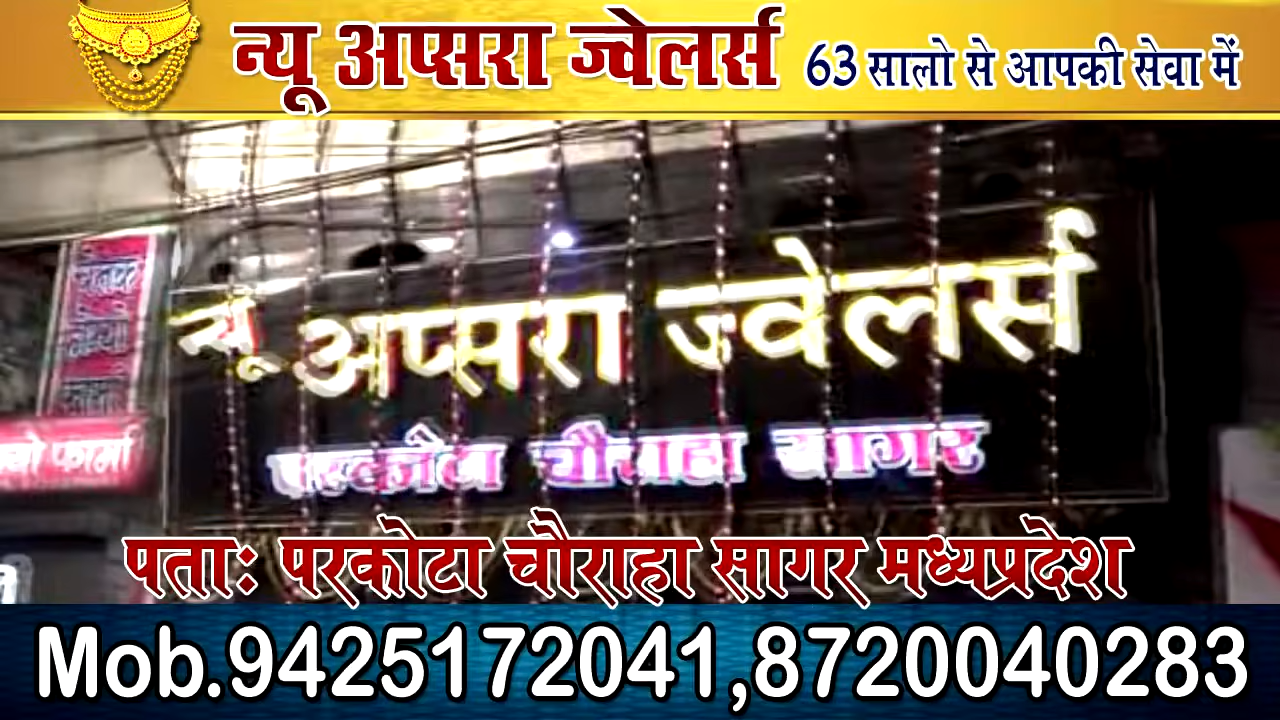 न्यू अप्सरा ज्वेलर्स 63 सालो से आपकी सेवा में
न्यू अप्सरा ज्वेलर्स
परकोटा चौराहा सागर
फार्मा
पताः परकोटा चौराहा सागर मध्यप्रदेश
Mob.9425172041,8720040283